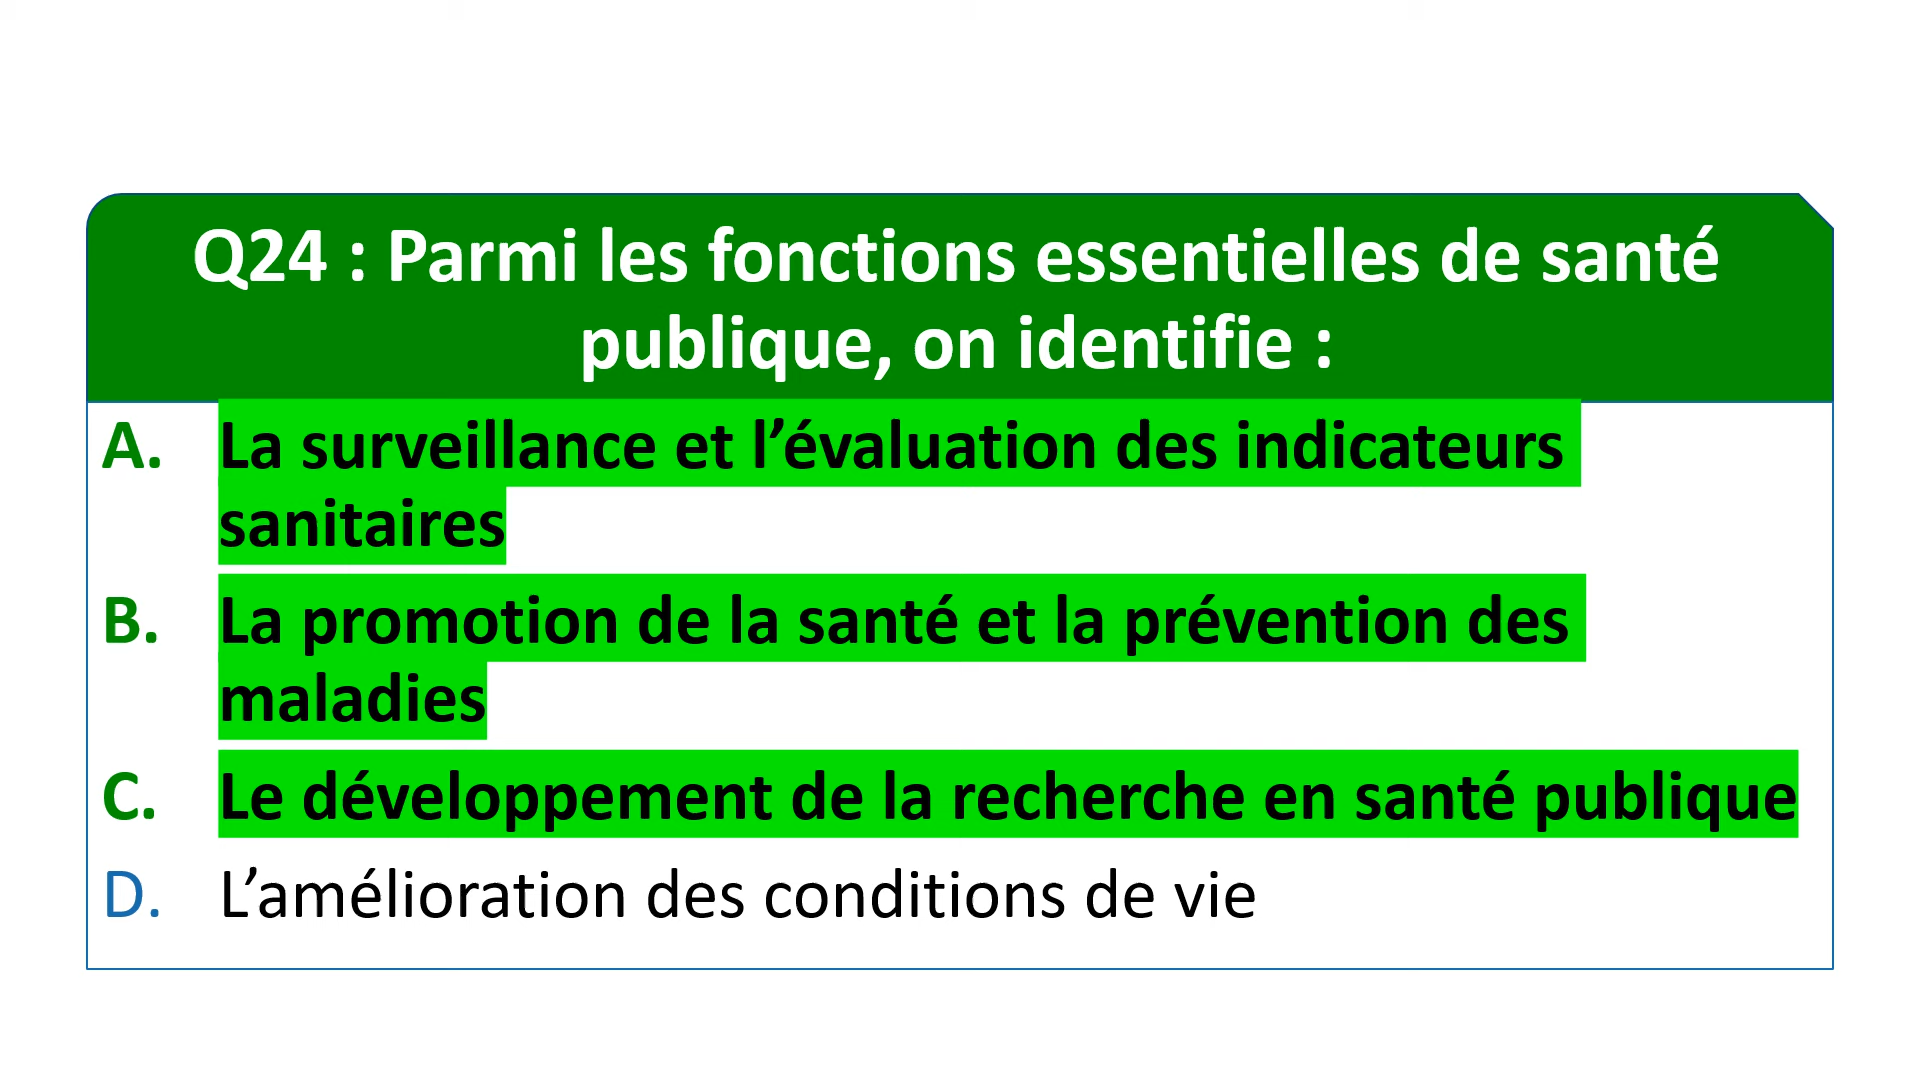 Q24 : Parmi les fonctions essentielles de santé
publique, on identifie :
A. La surveillance et l’évaluation des indicateurs
sanitaires
B. La promotion de la santé et la prévention des
maladies
C. Le développement de la recherche en santé publique
D. L’amélioration des conditions de vie